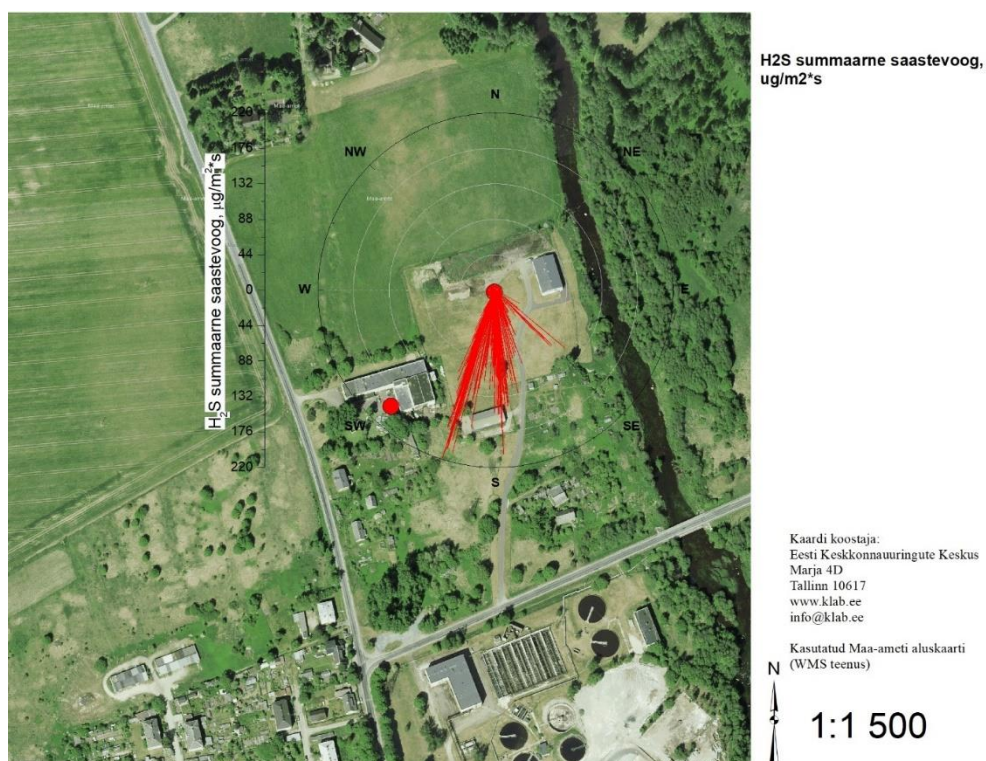 H2S summaarne saastevoog,
ug/m2*s
N
NW
NE
W
E
SW
SE
S
220
176
132
88
44
0
44
88
132
176
220
H2S summaarne saastevoog, µg/m2*s
Maa-amet
Kaardi koostaja:
Eesti Keskkonnauuringute Keskus
Marja 4D
Tallinn 10617
www.klab.ee
info@klab.ee
Kasutatud Maa-ameti aluskaarti
(WMS teenus)
N
1:1 500